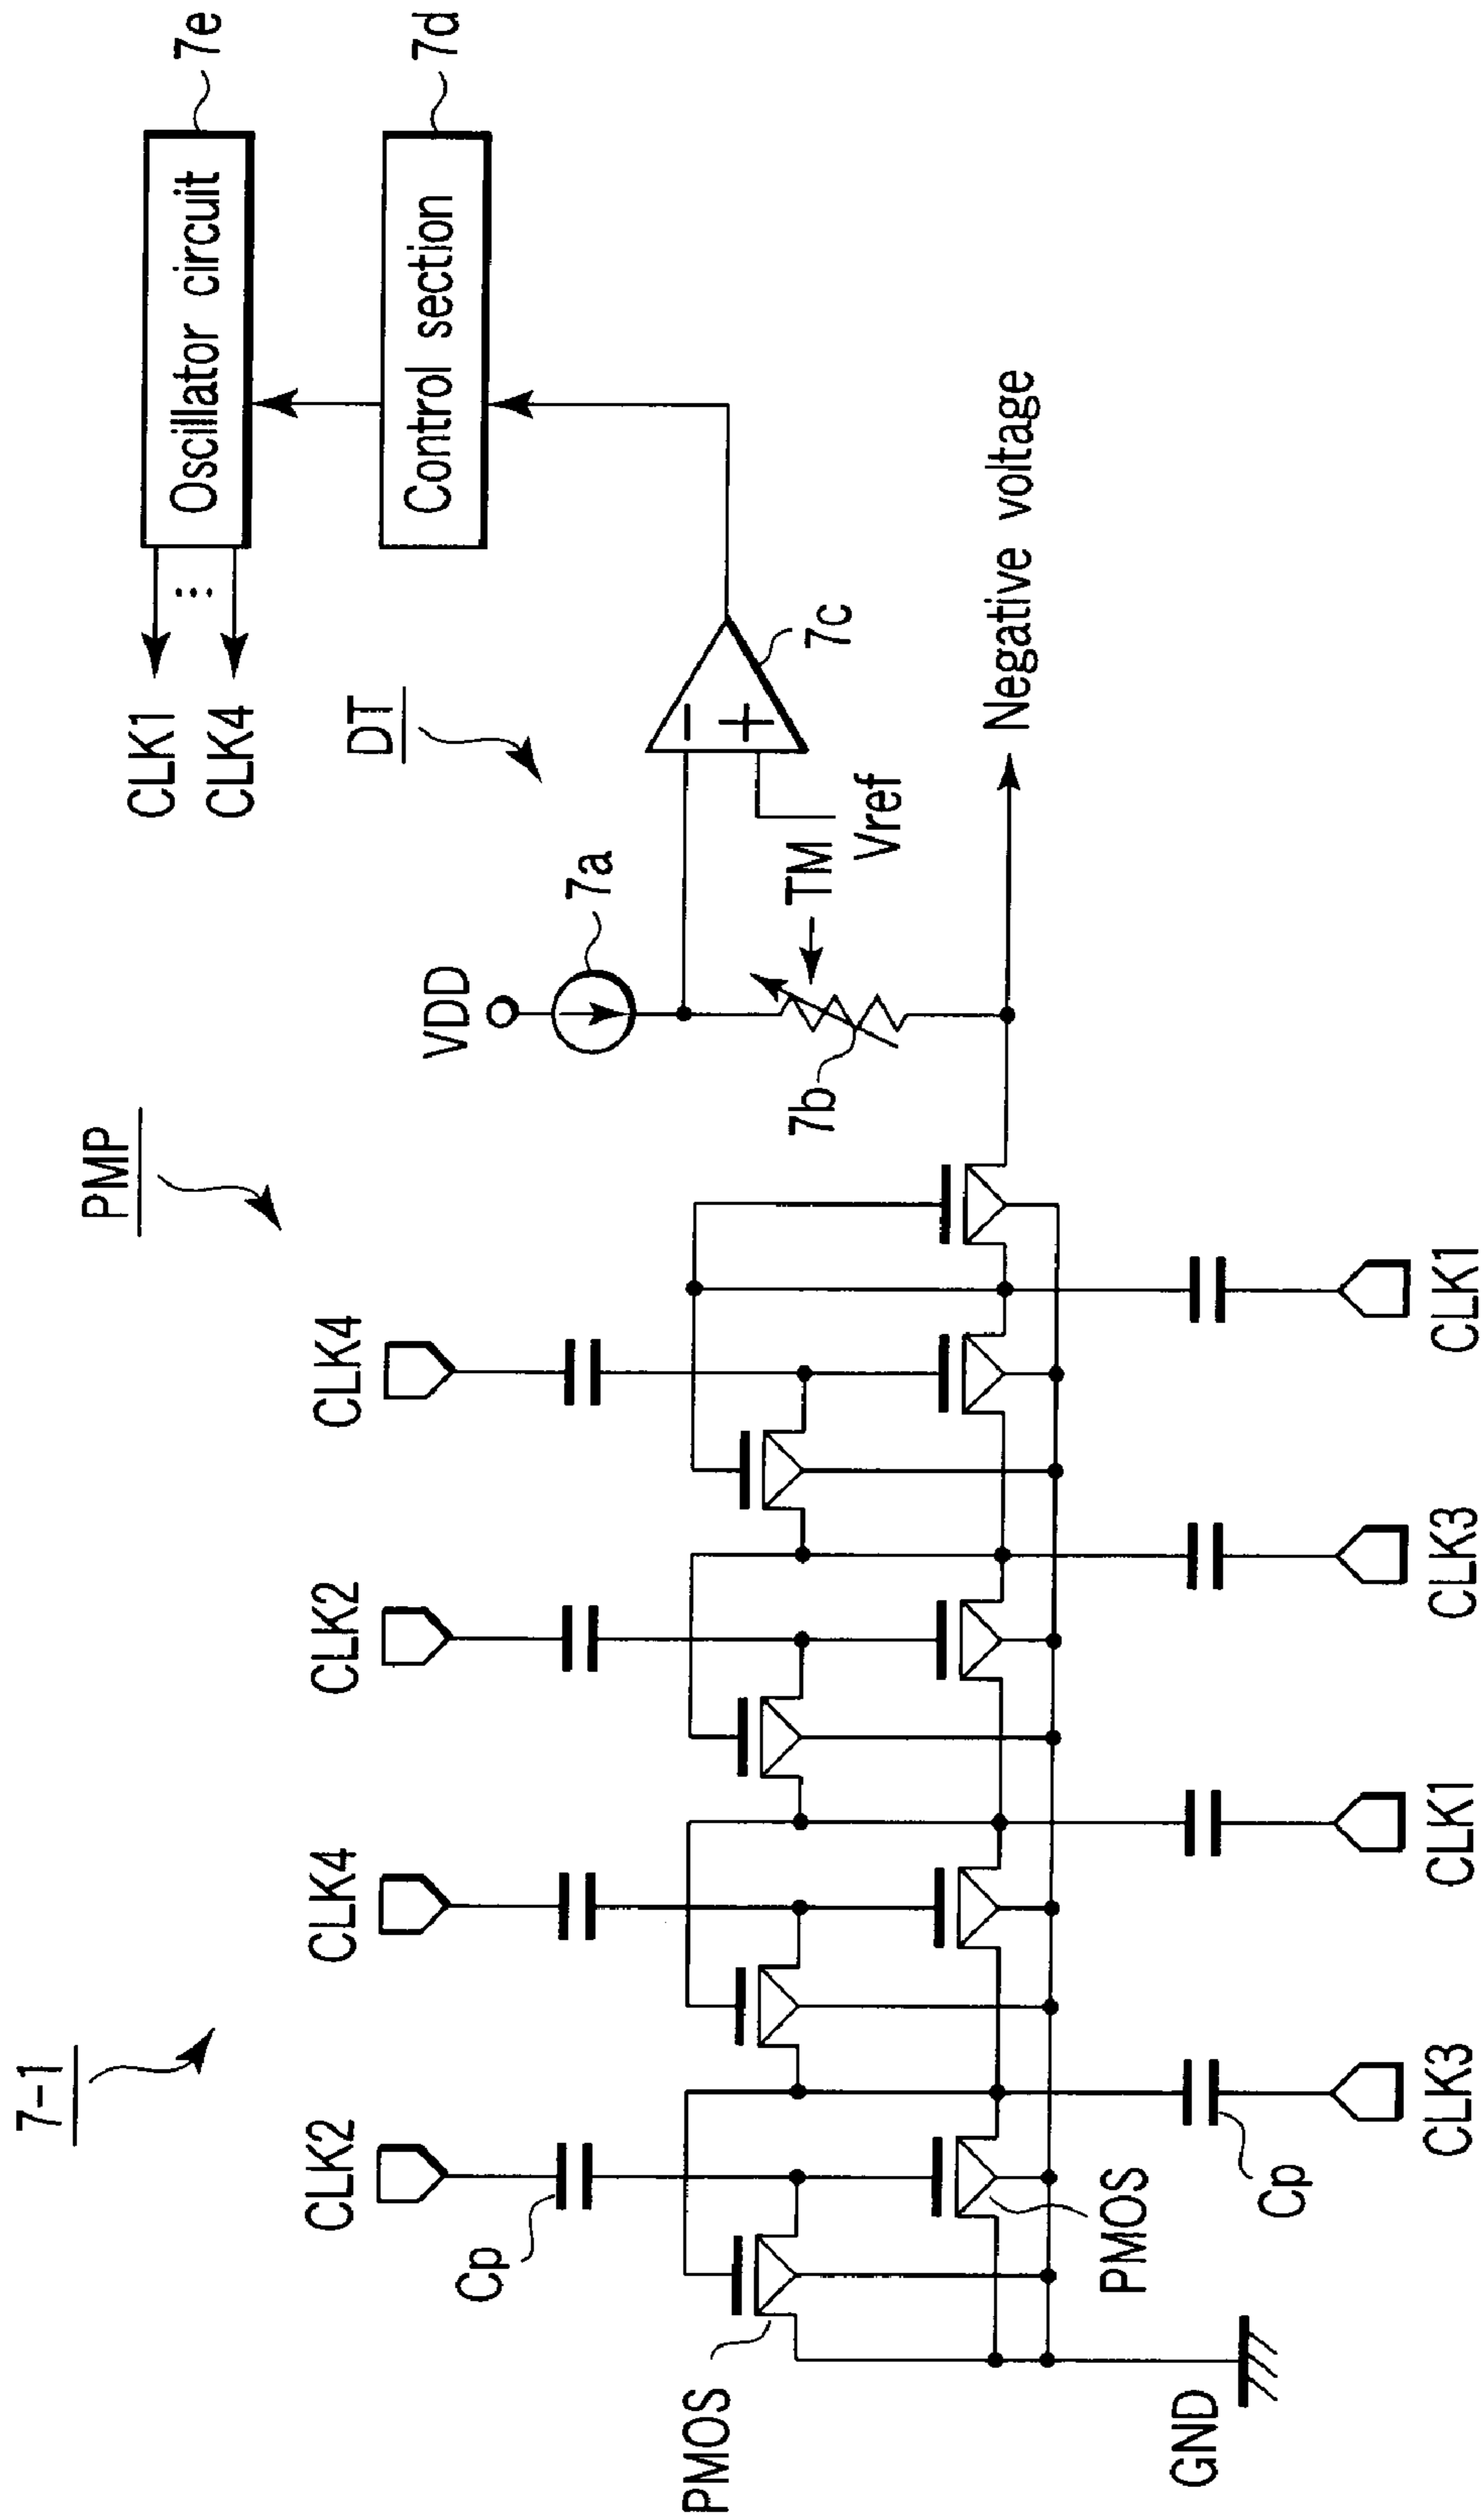 7-1
PMP
CLK1
CLK4
Oscillator circuit
7e
DT
Control section
7d
CLK2
CLK4
CLK2
CLK4
VDD
7a
Cp
7b
TM
Vref
7c
PMOS
Negative voltage
PMOS
GND
Cp
CLK3
CLK1
CLK3
CLK1